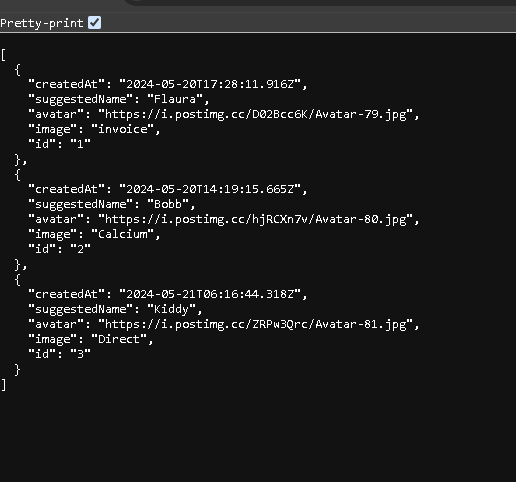 Pretty-print
[
  {
    "createdAt": "2024-05-20T17:28:11.916Z",
    "suggestedName": "Flaura",
    "avatar": "https://i.postimg.cc/D02Bcc6K/Avatar-79.jpg",
    "image": "invoice",
    "id": "1"
  },
  {
    "createdAt": "2024-05-20T14:19:15.665Z",
    "suggestedName": "Bobb",
    "avatar": "https://i.postimg.cc/hjRCXn7v/Avatar-80.jpg",
    "image": "Calcium",
    "id": "2"
  },
  {
    "createdAt": "2024-05-21T06:16:44.318Z",
    "suggestedName": "Kiddy",
    "avatar": "https://i.postimg.cc/ZRPw3Qrc/Avatar-81.jpg",
    "image": "Direct",
    "id": "3"
  }
]